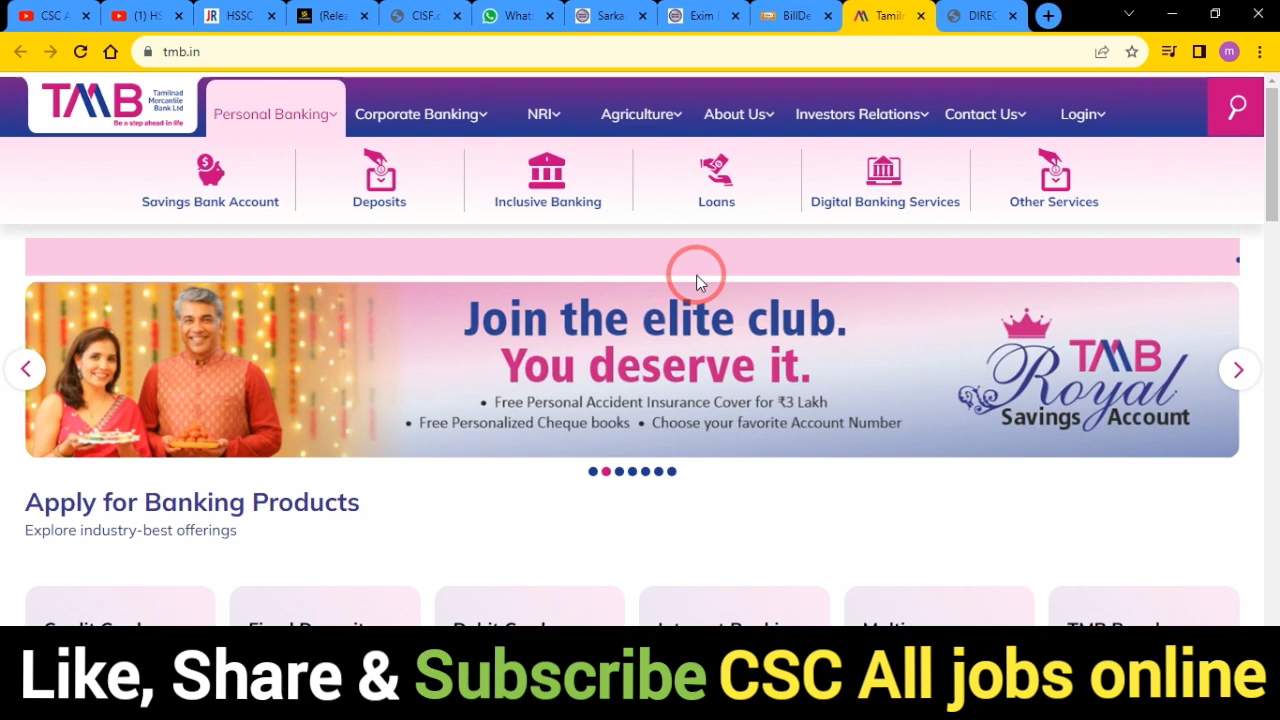 CSC A
(1) HS
HSSC
(Relea
CISF.c
Whats
Sarka
Exim
BillDe
Tamiln
DIREC
tmb.in
m
TMB Tamilnad Mercantile Bank Ltd
Be a step ahead in life
Personal Banking
Corporate Banking
NRI
Agriculture
About Us
Investors Relations
Contact Us
Login
Savings Bank Account
Deposits
Inclusive Banking
Loans
Digital Banking Services
Other Services
Join the elite club.
You deserve it.
• Free Personal Accident Insurance Cover for ₹3 Lakh
• Free Personalized Cheque books • Choose your favorite Account Number
TMB
Royal
Savings Account
Apply for Banking Products
Explore industry-best offerings
Like, Share & Subscribe CSC All jobs online